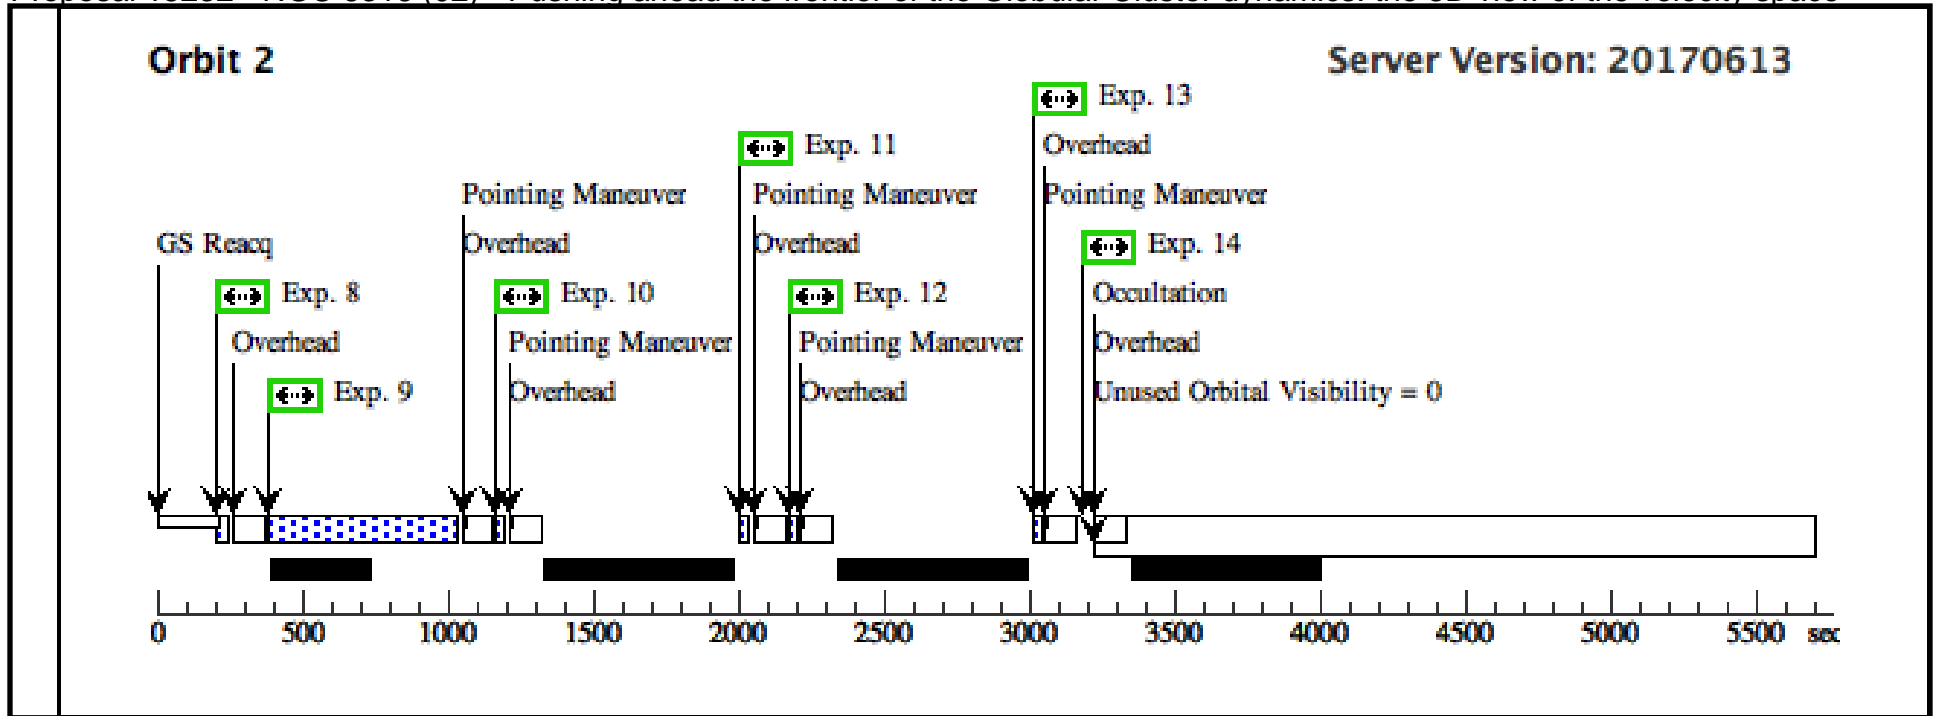 Orbit 2
Server Version: 20170613
Exp. 13
Exp. 11
Overhead
Pointing Maneuver
Pointing Maneuver
Pointing Maneuver
GS Reacq
Overhead
Overhead
Exp. 14
Exp. 8
Exp. 10
Exp. 12
Occultation
Overhead
Pointing Maneuver
Pointing Maneuver
Overhead
Exp. 9
Overhead
Overhead
Unused Orbital Visibility = 0
0 500 1000 1500 2000 2500 3000 3500 4000 4500 5000 5500 sec